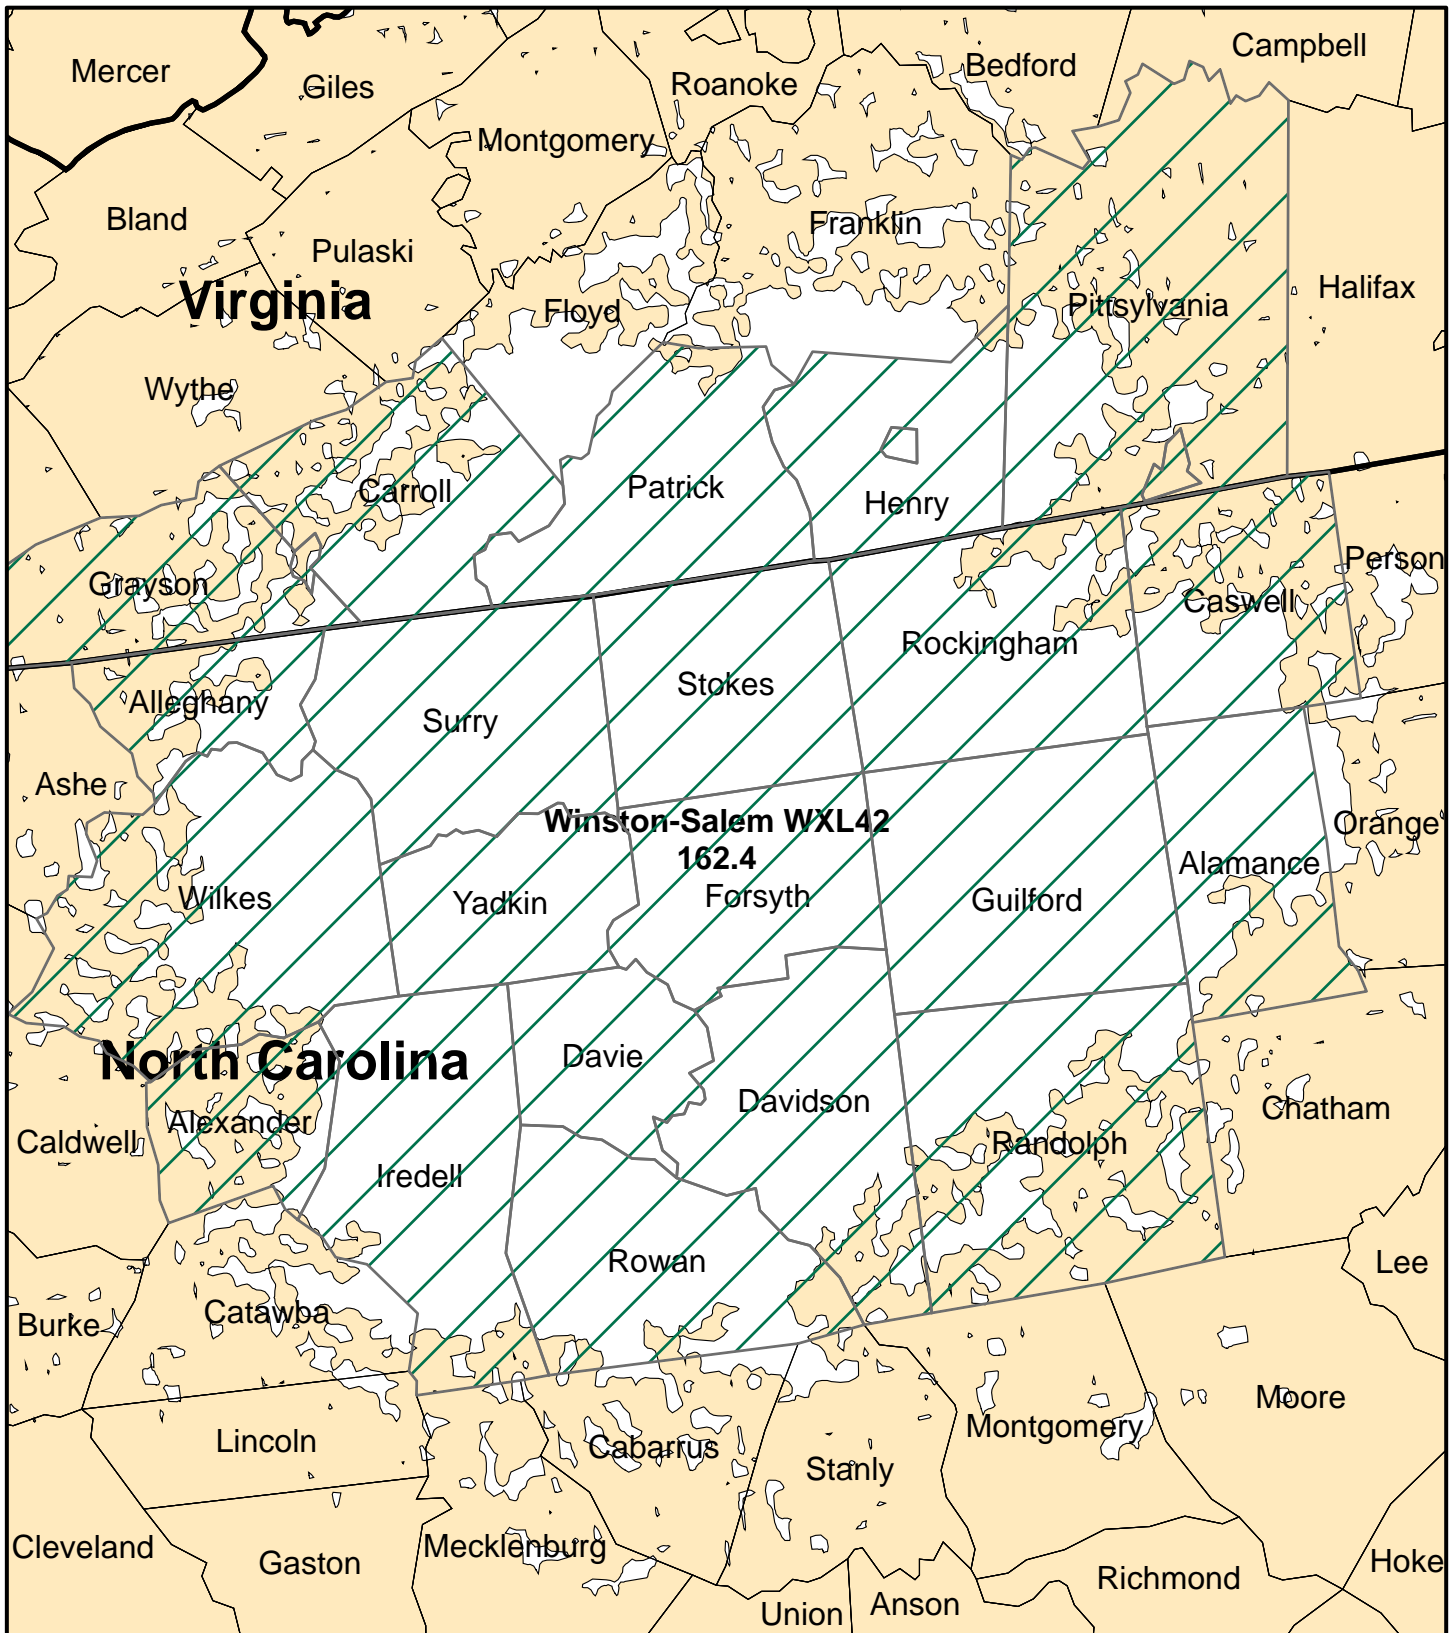 Campbell
Bedford
Mercer
Roanoke
Giles
Montgomery
Bland
Franklin
Pulaski
Halifax
Virginia
Pittsylvania
Floyd
Wythe
Patrick
Carroll
Henry
Person
Grayson
Caswell
Rockingham
Stokes
Alleghany
Surry
Ashe
Winston-Salem WXL42
162.4
Orange
Alamance
Forsyth
Wilkes
Yadkin
Guilford
Davie
North Carolina
Davidson
Chatham
Alexander
Caldwell
Randolph
Iredell
Rowan
Lee
Catawba
Burke
Moore
Montgomery
Lincoln
Cabarrus
Stanly
Cleveland
Mecklenburg
Gaston
Hoke
Richmond
Anson
Union